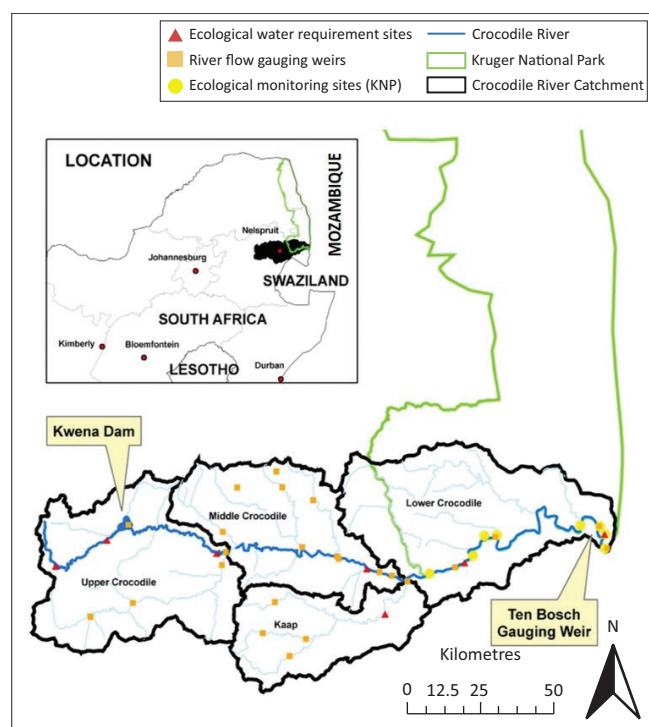 Ecological water requirement sites
River flow gauging weirs
Ecological monitoring sites (KNP)
Crocodile River
Kruger National Park
Crocodile River Catchment
LOCATION
MOZAMBIQUE
Nelspruit
Johannesburg
SWAZILAND
SOUTH AFRICA
Kimberly
Bloemfontein
LESOTHO
Durban
Kwena Dam
Lower Crocodile
Middle Crocodile
Upper Crocodile
Kaap
Ten Bosch
Gauging Weir
Kilometres
N
0 12.5 25 50